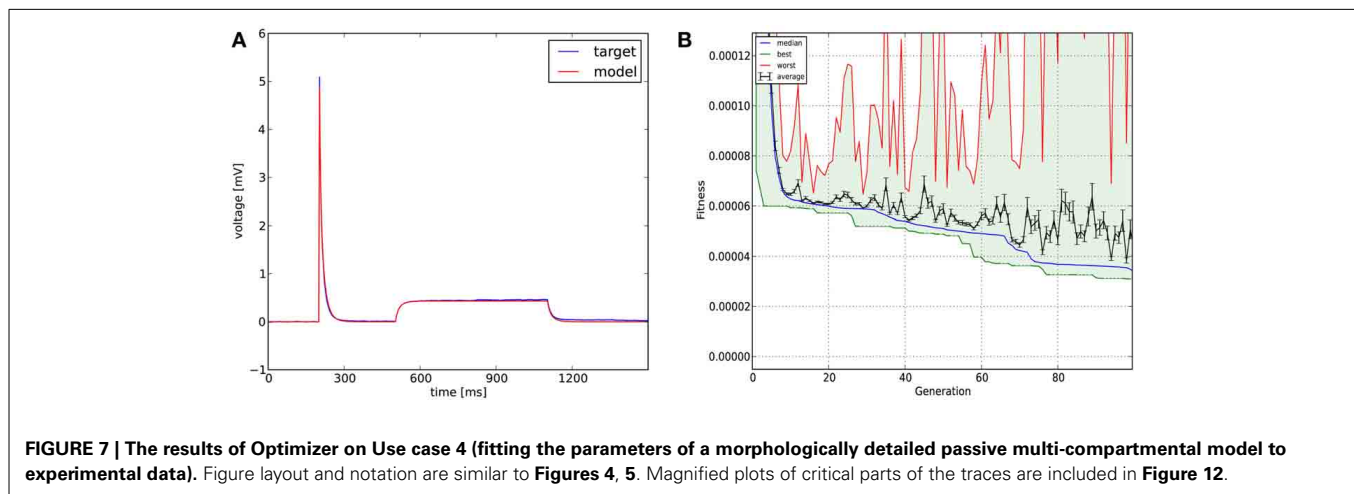 A
6
5
4
3
2
1
0
−1
voltage [mV]
0
300
600
900
1200
time [ms]
target
model
B
0.00012
0.00010
0.00008
0.00006
0.00004
0.00002
0.00000
Fitness
0
20
40
60
80
Generation
median
best
worst
average
FIGURE 7 | The results of Optimizer on Use case 4 (fitting the parameters of a morphologically detailed passive multi-compartmental model to
experimental data). Figure layout and notation are similar to Figures 4, 5. Magnified plots of critical parts of the traces are included in Figure 12.